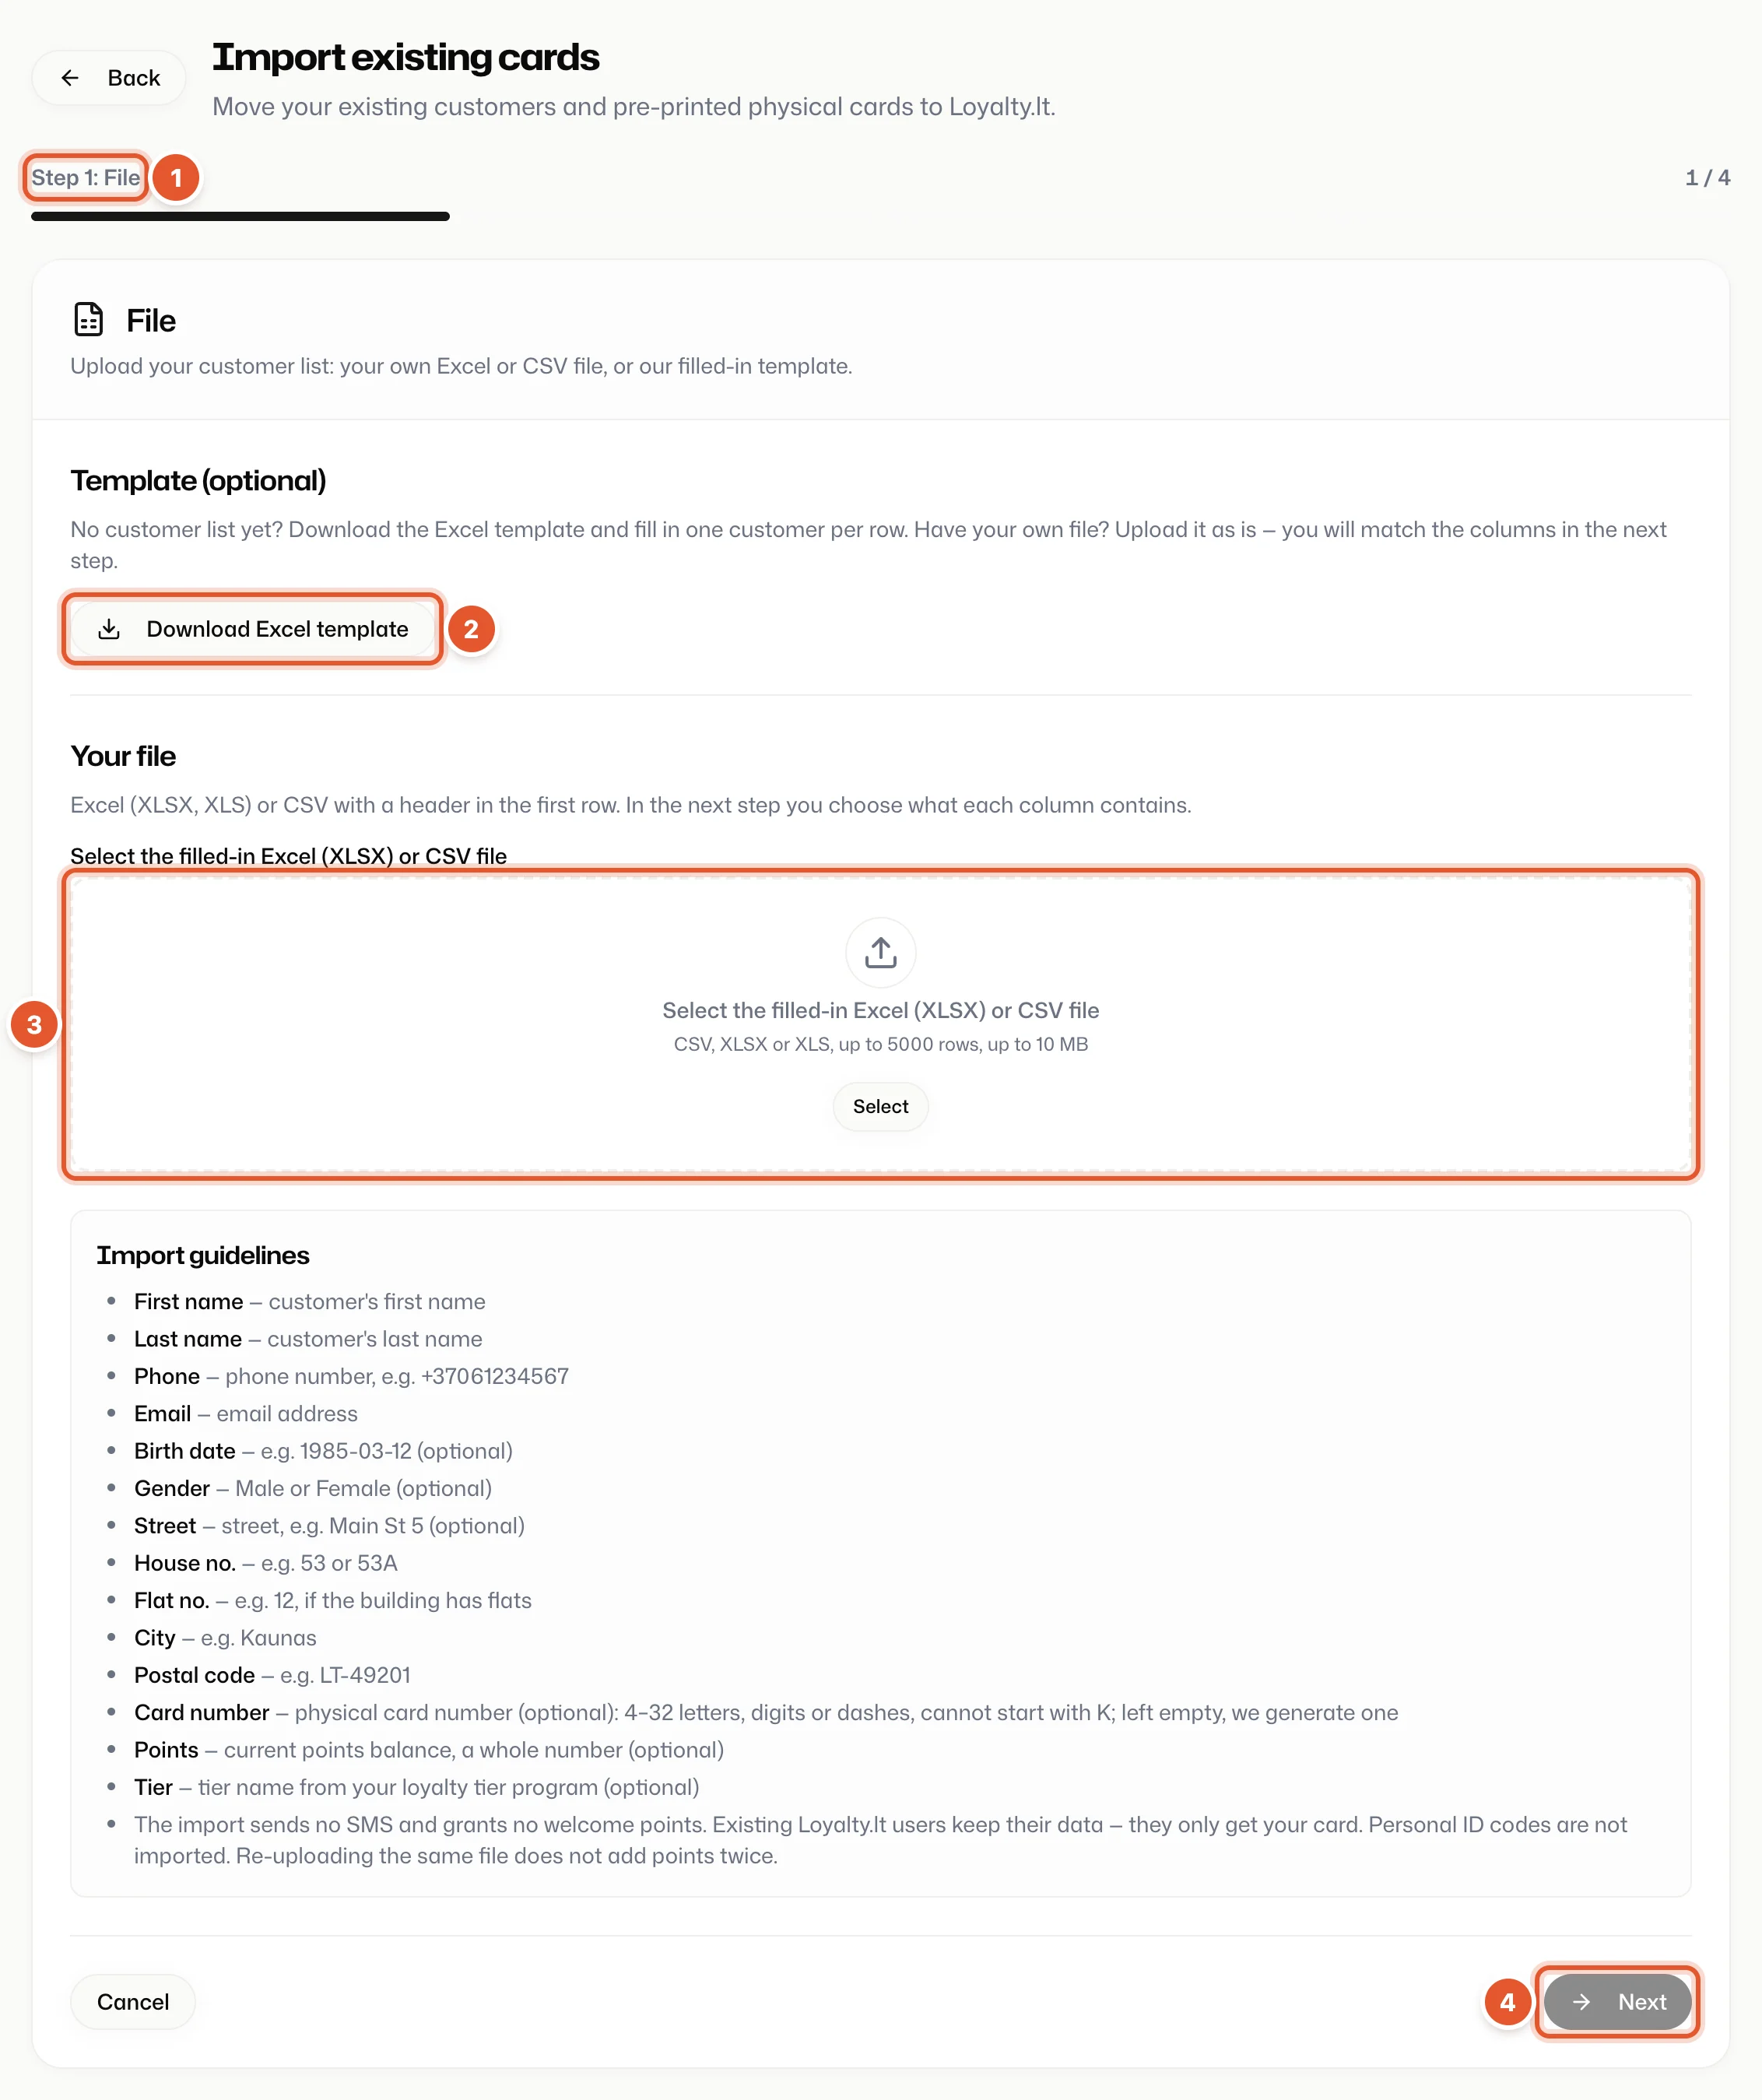 Back
Import existing cards
Move your existing customers and pre-printed physical cards to Loyalty.lt.
Step 1: File
1
1 / 4
File
Upload your customer list: your own Excel or CSV file, or our filled-in template.
Template (optional)
No customer list yet? Download the Excel template and fill in one customer per row. Have your own file? Upload it as is – you will match the columns in the next
step.
Download Excel template
2
Your file
Excel (XLSX, XLS) or CSV with a header in the first row. In the next step you choose what each column contains.
Select the filled-in Excel (XLSX) or CSV file
3
Select the filled-in Excel (XLSX) or CSV file
CSV, XLSX or XLS, up to 5000 rows, up to 10 MB
Select
Import guidelines
First name – customer's first name
Last name – customer's last name
Phone – phone number, e.g. +37061234567
Email – email address
Birth date – e.g. 1985-03-12 (optional)
Gender – Male or Female (optional)
Street – street, e.g. Main St 5 (optional)
House no. – e.g. 53 or 53A
Flat no. – e.g. 12, if the building has flats
City – e.g. Kaunas
Postal code – e.g. LT-49201
Card number – physical card number (optional): 4–32 letters, digits or dashes, cannot start with K; left empty, we generate one
Points – current points balance, a whole number (optional)
Tier – tier name from your loyalty tier program (optional)
The import sends no SMS and grants no welcome points. Existing Loyalty.lt users keep their data – they only get your card. Personal ID codes are not
imported. Re-uploading the same file does not add points twice.
Cancel
4
Next